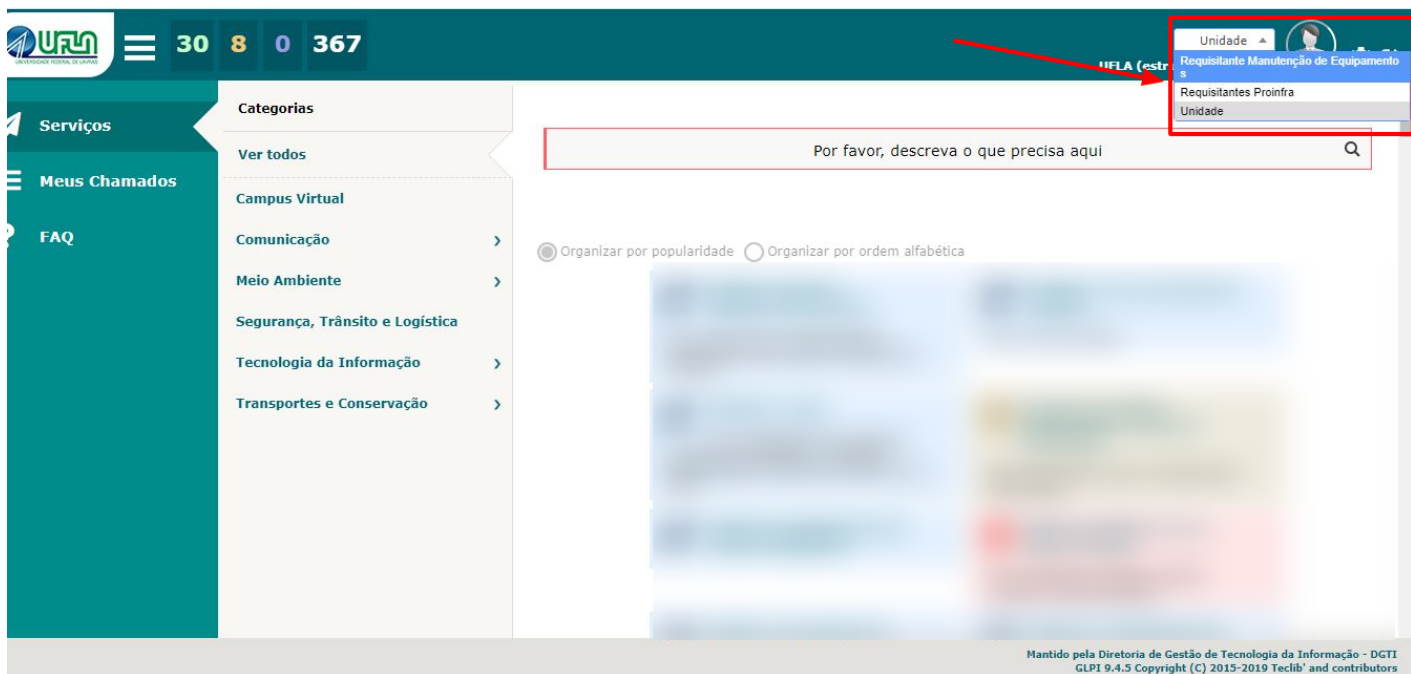 UFLA
UNIVERSIDADE FEDERAL DE LAVRAS
30 8 0 367
Unidade
UFLA (estr
Requisitante Manutenção de Equipamento
s
Requisitantes Proinfra
Unidade
Serviços
Meus Chamados
FAQ
Categorias
Ver todos
Campus Virtual
Comunicação
Meio Ambiente
Segurança, Trânsito e Logística
Tecnologia da Informação
Transportes e Conservação
Por favor, descreva o que precisa aqui
Organizar por popularidade Organizar por ordem alfabética
Mantido pela Diretoria de Gestão de Tecnologia da Informação - DGTI
GLPI 9.4.5 Copyright (C) 2015-2019 Teclib' and contributors